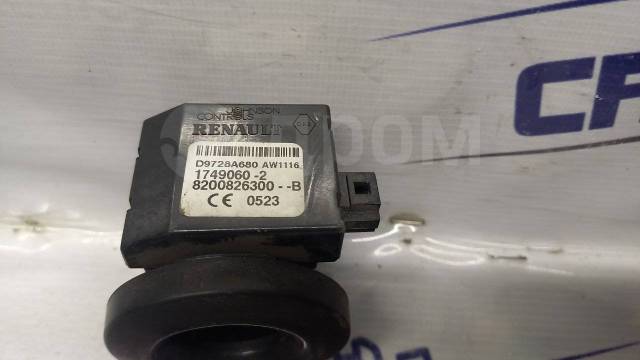 JOHNSON
CONTROLS
RENAULT
D9728A680 AW1116
1749060-2
8200826300--B
CE 0523